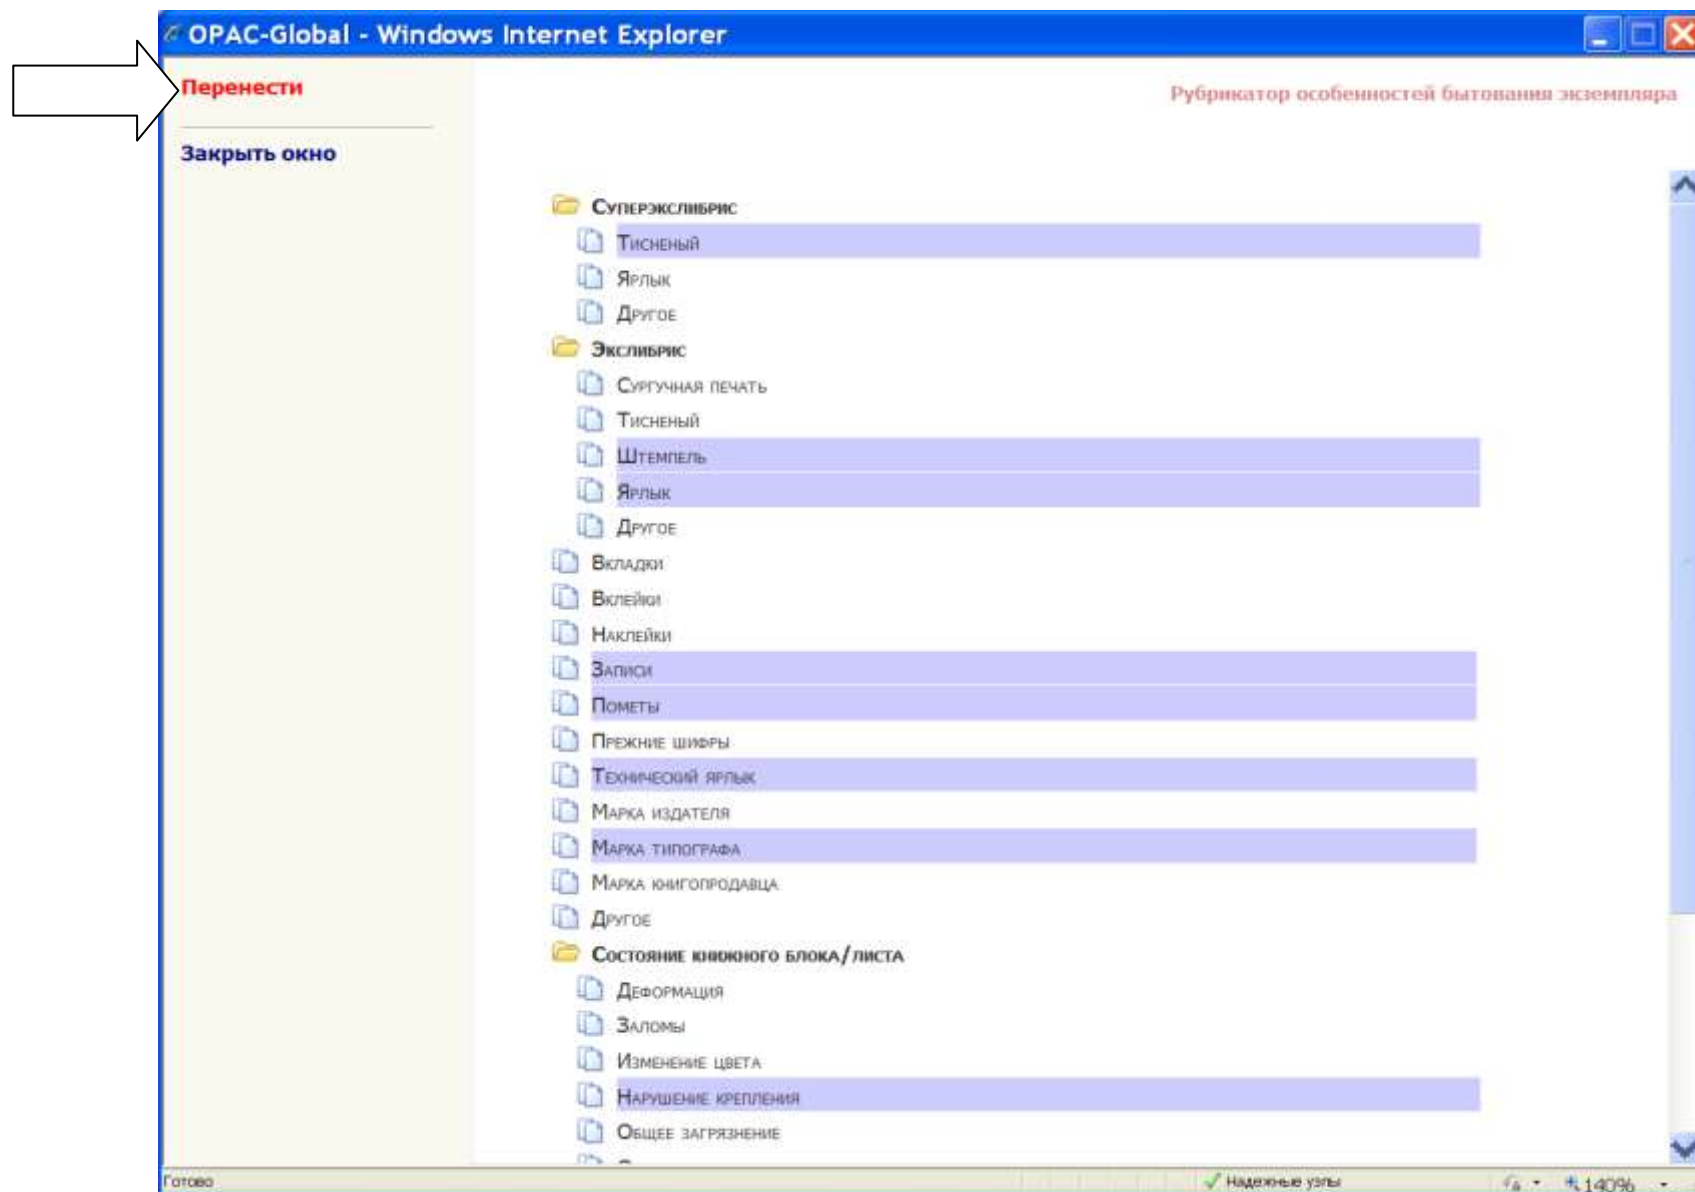 OPAC-Global - Windows Internet Explorer
Перенести
Рубрикатор особенностей бытования экземпляра
Закрыть окно
Суперэкслибрис
Тисненый
Ярлык
Другое
Экслибрис
Сургучная печать
Тисненый
Штемпель
Ярлык
Другое
Вкладки
Вклейки
Наклейки
Записи
Пометы
Прежние шифры
Технический ярлык
Марка издателя
Марка типографа
Марка книгопродавца
Другое
Состояние книжного блока/листа
Деформация
Заломы
Изменение цвета
Нарушение крепления
Общее загрязнение
Готово
Надежные узлы
140%